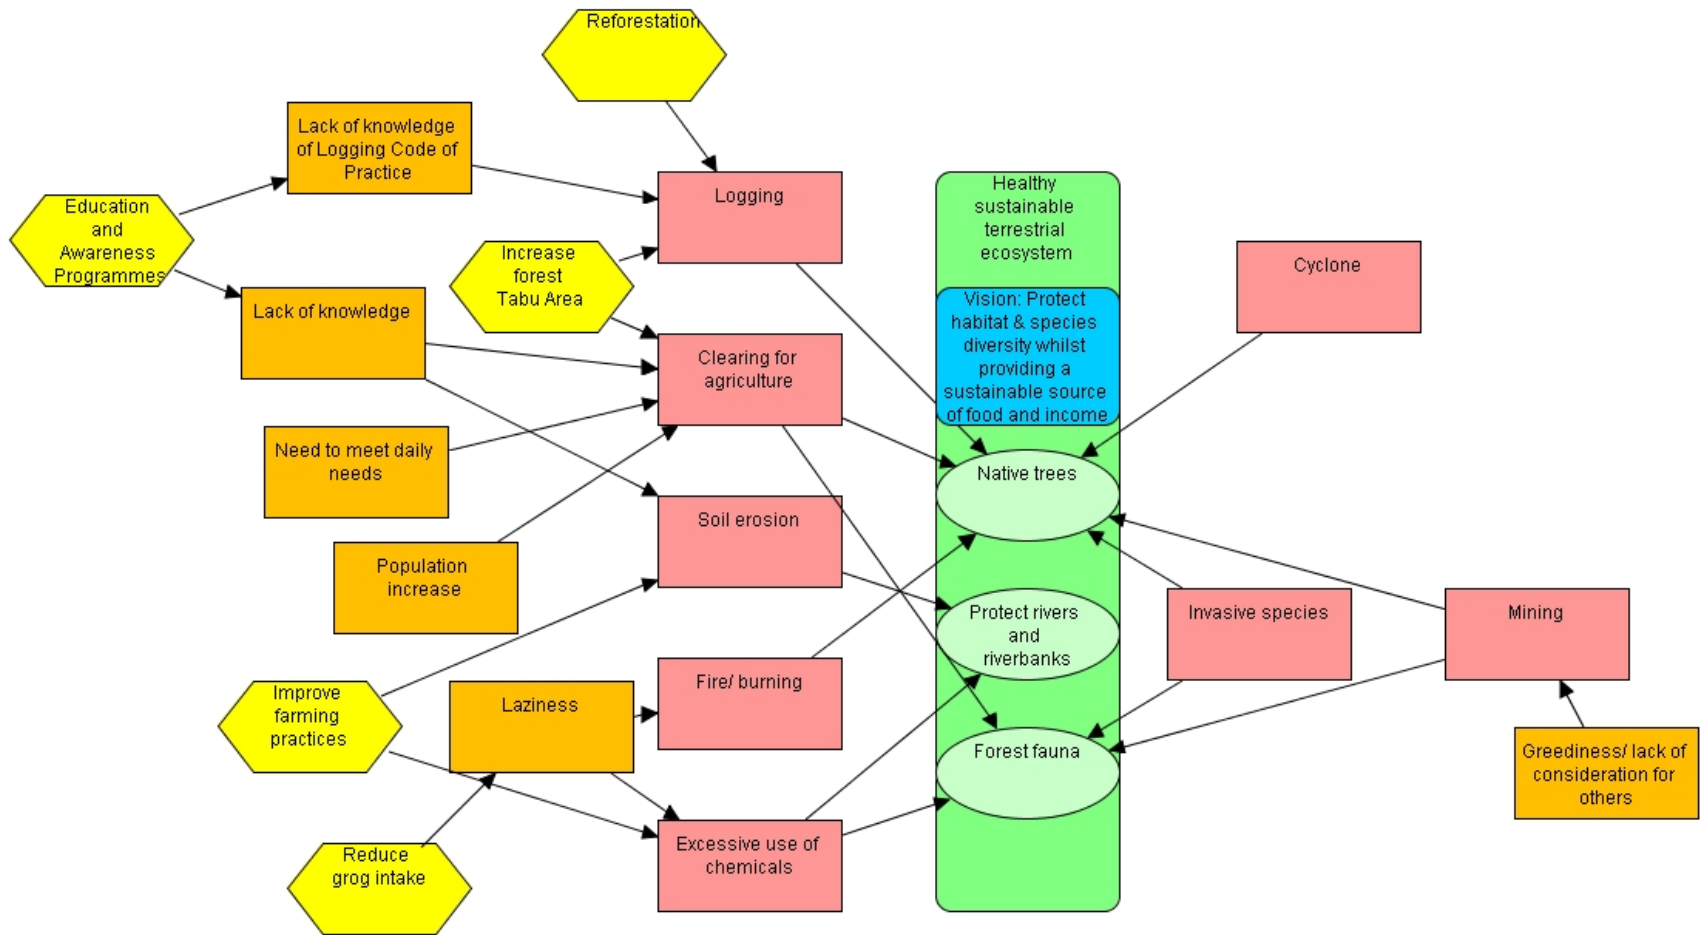 Reforestation
Lack of knowledge
of Logging Code of
Practice
Education
and
Awareness
Programmes
Logging
Healthy
sustainable
terrestrial
ecosystem
Increase
forest
Tabu Area
Cyclone
Lack of knowledge
Vision: Protect
habitat & species
diversity whilst
providing a
sustainable source
of food and income
Clearing for
agriculture
Need to meet daily
needs
Native trees
Soil erosion
Population
increase
Protect rivers
and
riverbanks
Invasive species
Mining
Improve
farming
practices
Laziness
Fire/ burning
Forest fauna
Greediness/ lack of
consideration for
others
Reduce
grog intake
Excessive use of
chemicals